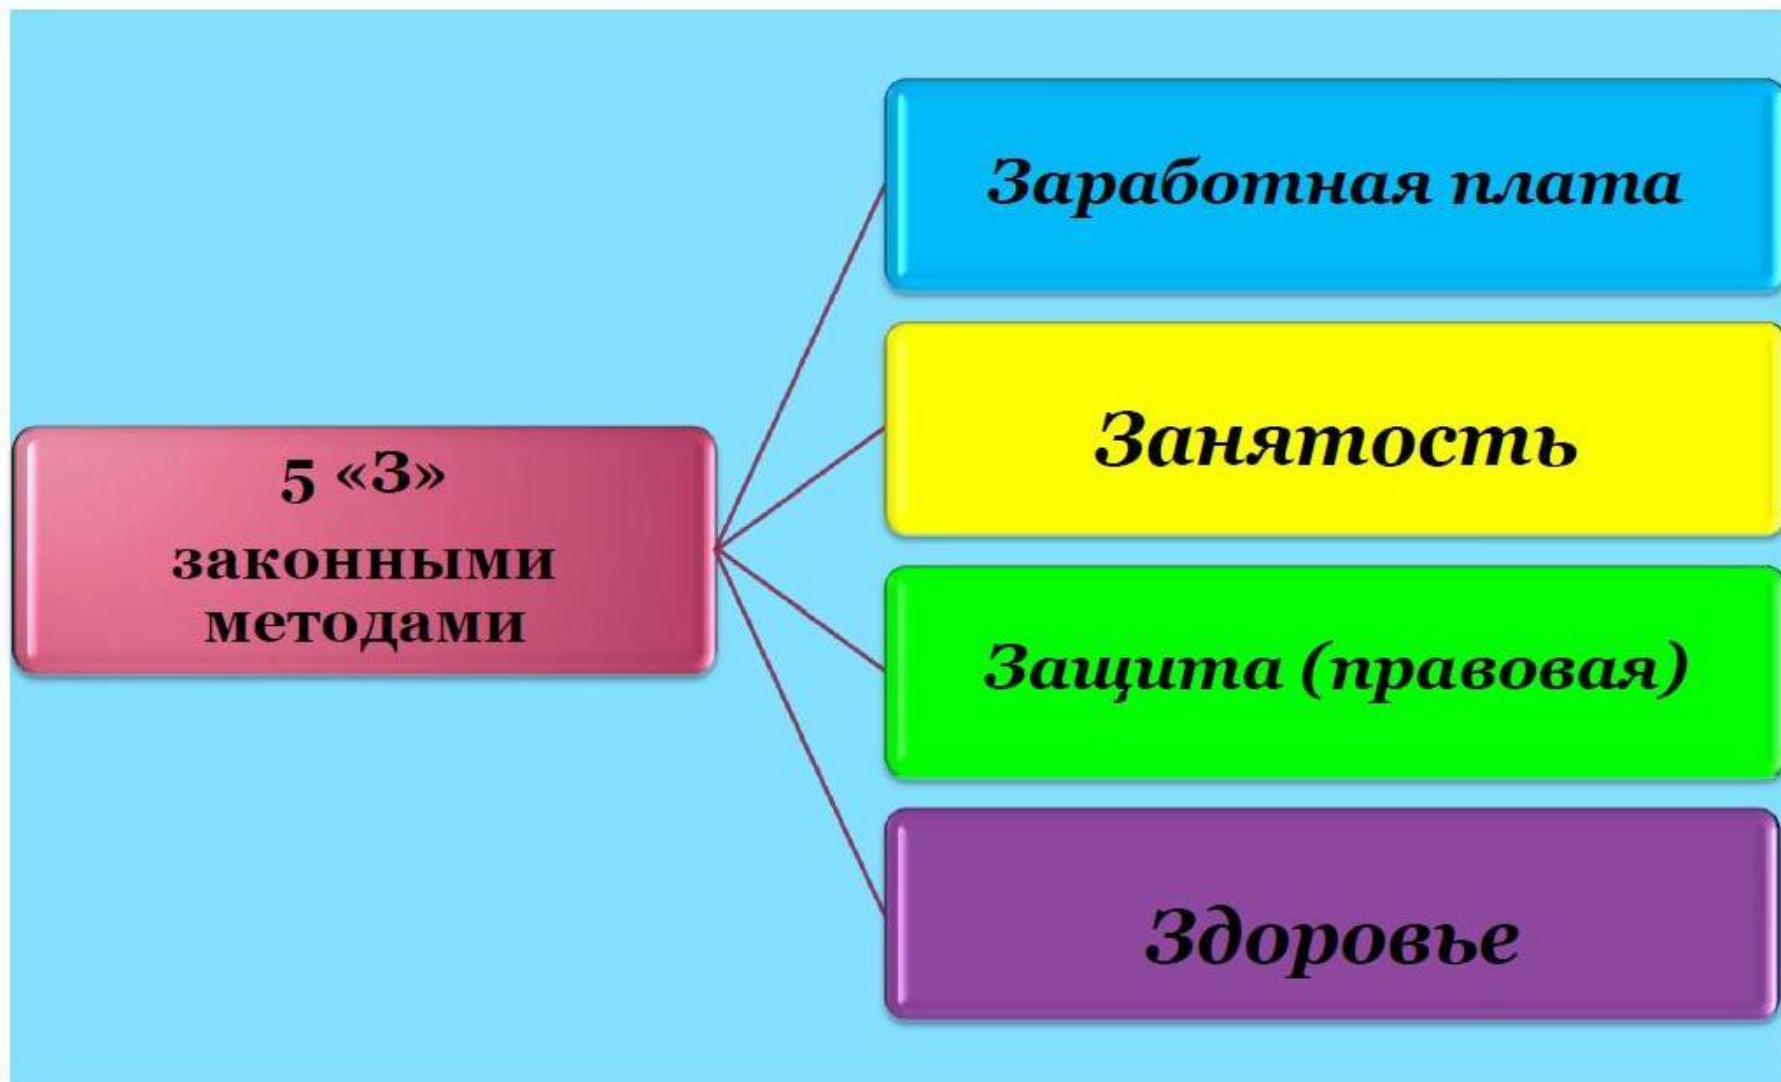 5 «З»
законными
методами
Заработная плата
Занятость
Защита (правовая)
Здоровье